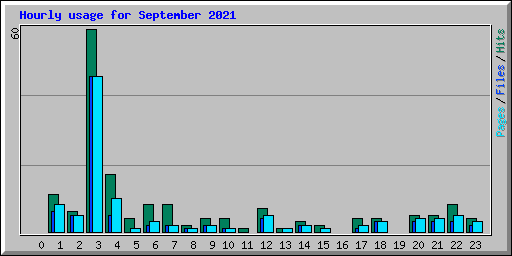 Hourly usage for September 2021
60
Pages/Files/Hits
0 1 2 3 4 5 6 7 8 9 10 11 12 13 14 15 16 17 18 19 20 21 22 23